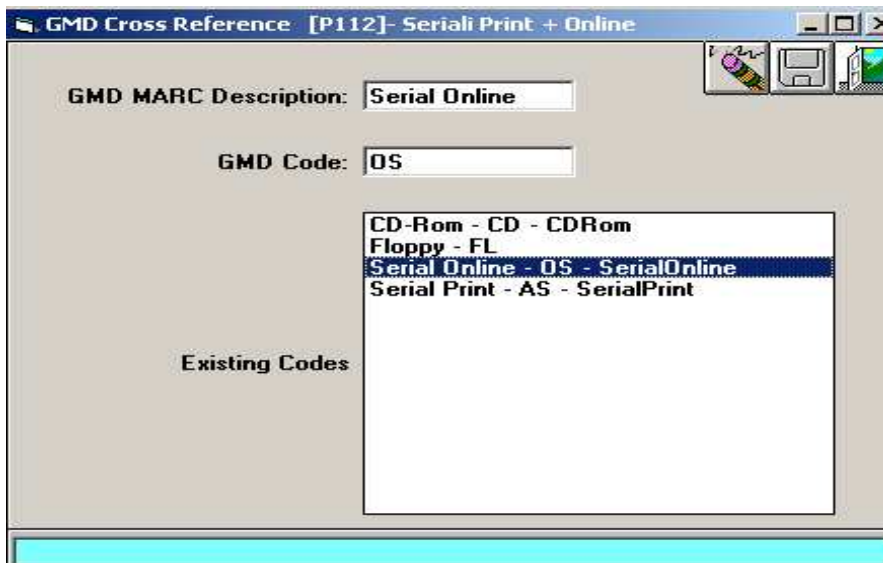 GMD Cross Reference [P112]- Seriali Print + Online
GMD MARC Description: Serial Online
GMD Code: OS
CD-Rom - CD - CDRom
Floppy - FL
Serial Online - OS - SerialOnline
Serial Print - AS - SerialPrint
Existing Codes